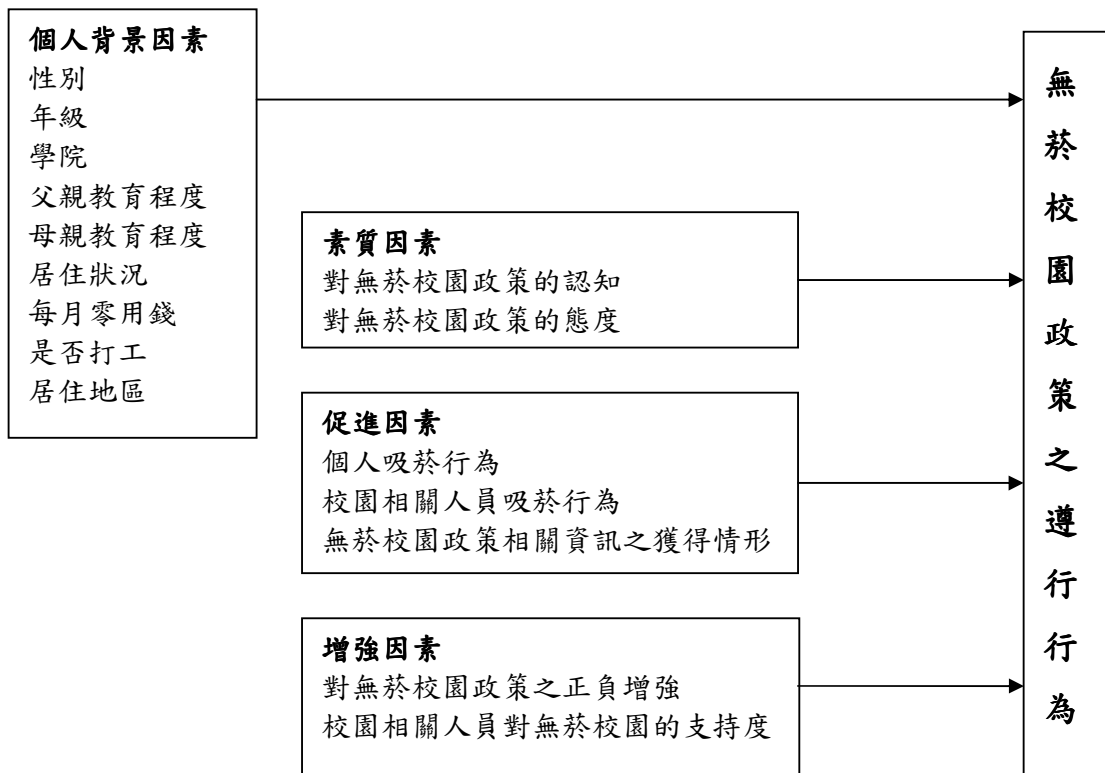 個人背景因素
性別
年級
學院
父親教育程度
母親教育程度
居住狀況
每月零用錢
是否打工
居住地區
素質因素
對無菸校園政策的認知
對無菸校園政策的態度
促進因素
個人吸菸行為
校園相關人員吸菸行為
無菸校園政策相關資訊之獲得情形
增強因素
對無菸校園政策之正負增強
校園相關人員對無菸校園的支持度
無菸校園政策之遵行行為